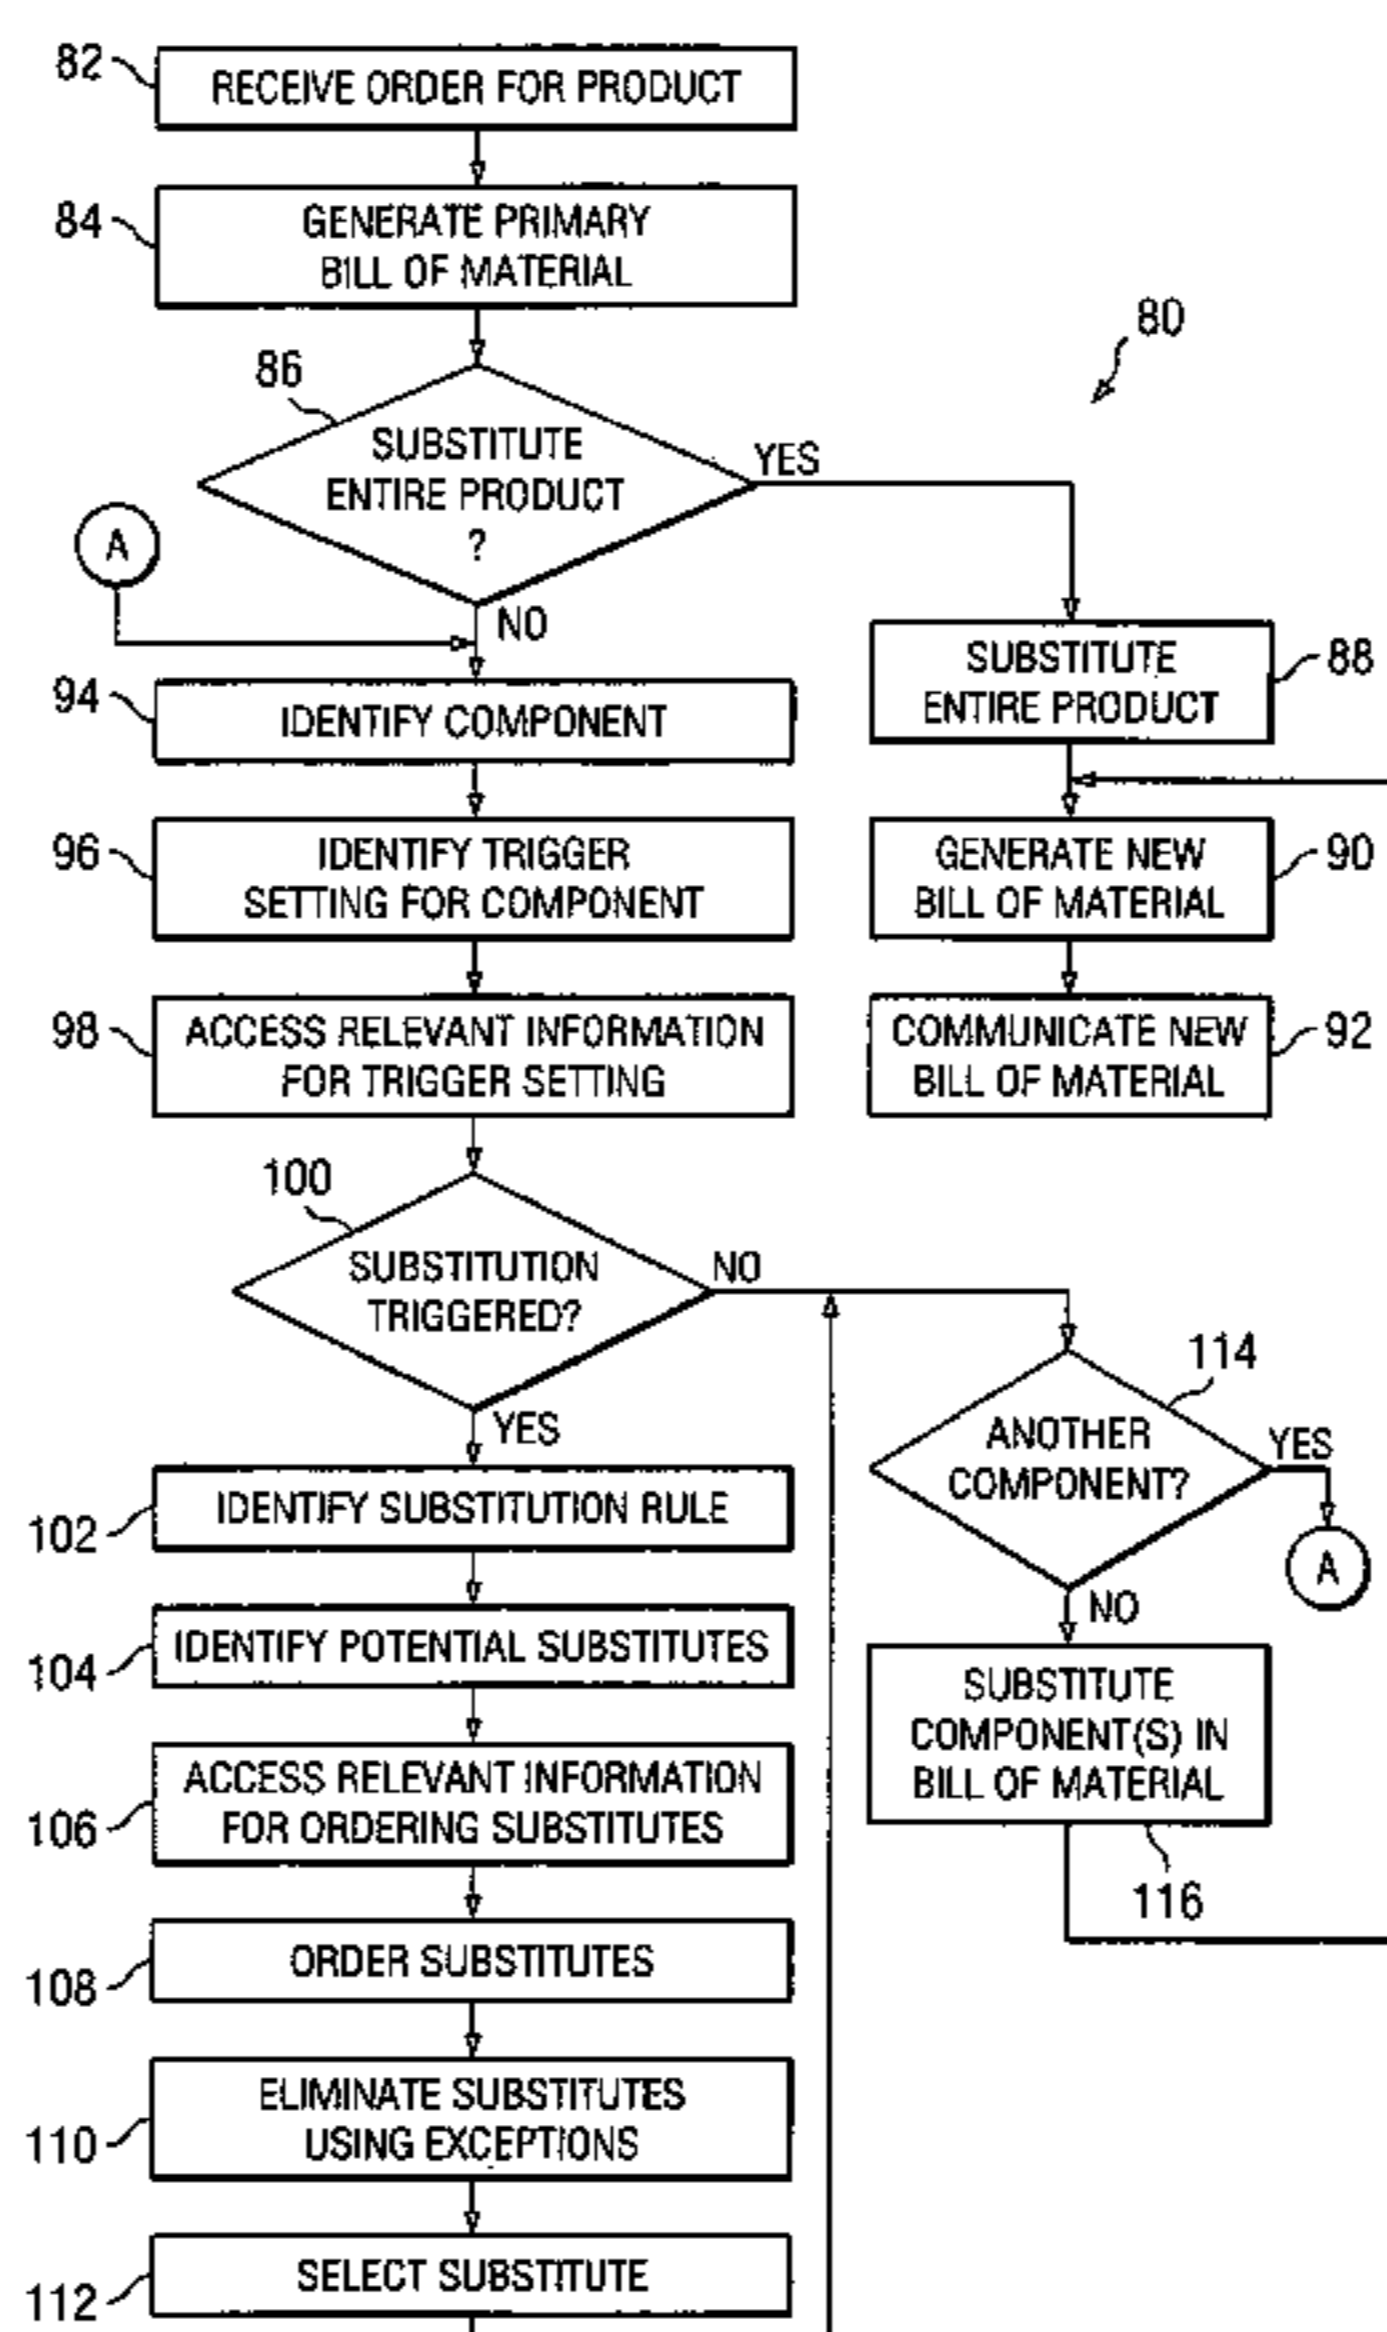 82
RECEIVE ORDER FOR PRODUCT
84
GENERATE PRIMARY
BILL OF MATERIAL
80
86
SUBSTITUTE
ENTIRE PRODUCT
?
YES
A
NO
88
SUBSTITUTE
ENTIRE PRODUCT
94
IDENTIFY COMPONENT
96
IDENTIFY TRIGGER
SETTING FOR COMPONENT
90
GENERATE NEW
BILL OF MATERIAL
98
ACCESS RELEVANT INFORMATION
FOR TRIGGER SETTING
92
COMMUNICATE NEW
BILL OF MATERIAL
100
SUBSTITUTION
TRIGGERED?
NO
YES
114
ANOTHER
COMPONENT?
YES
A
NO
102
IDENTIFY SUBSTITUTION RULE
104
IDENTIFY POTENTIAL SUBSTITUTES
SUBSTITUTE
COMPONENT(S) IN
BILL OF MATERIAL
116
106
ACCESS RELEVANT INFORMATION
FOR ORDERING SUBSTITUTES
108
ORDER SUBSTITUTES
110
ELIMINATE SUBSTITUTES
USING EXCEPTIONS
112
SELECT SUBSTITUTE